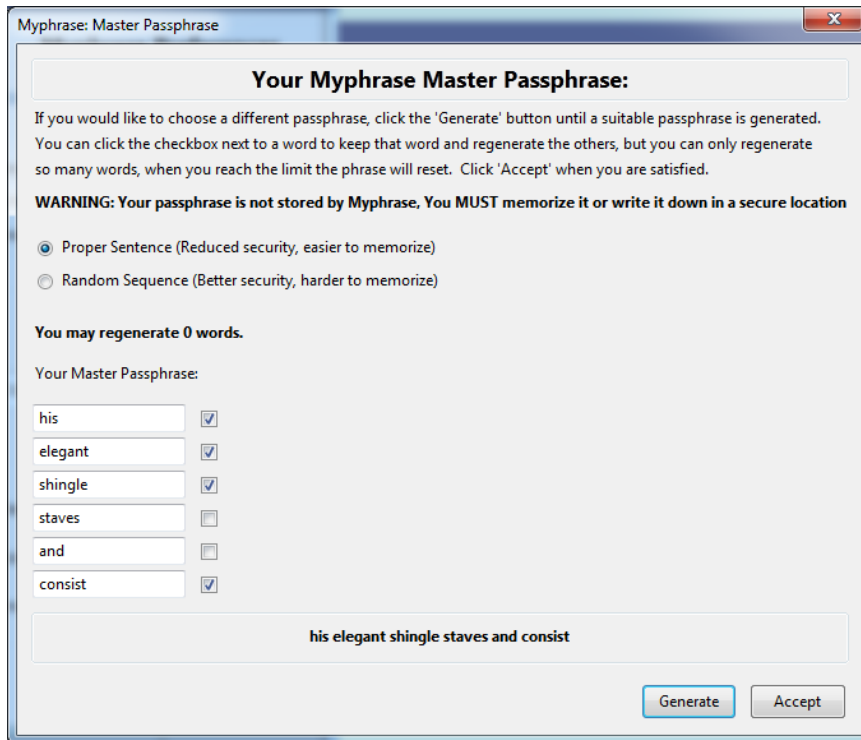 Myphrase: Master Passphrase
Your Myphrase Master Passphrase:
If you would like to choose a different passphrase, click the 'Generate' button until a suitable passphrase is generated.
You can click the checkbox next to a word to keep that word and regenerate the others, but you can only regenerate
so many words, when you reach the limit the phrase will reset.  Click 'Accept' when you are satisfied.
WARNING: Your passphrase is not stored by Myphrase, You MUST memorize it or write it down in a secure location
Proper Sentence (Reduced security, easier to memorize)
Random Sequence (Better security, harder to memorize)
You may regenerate 0 words.
Your Master Passphrase:
his
elegant
shingle
staves
and
consist
his elegant shingle staves and consist
Generate Accept